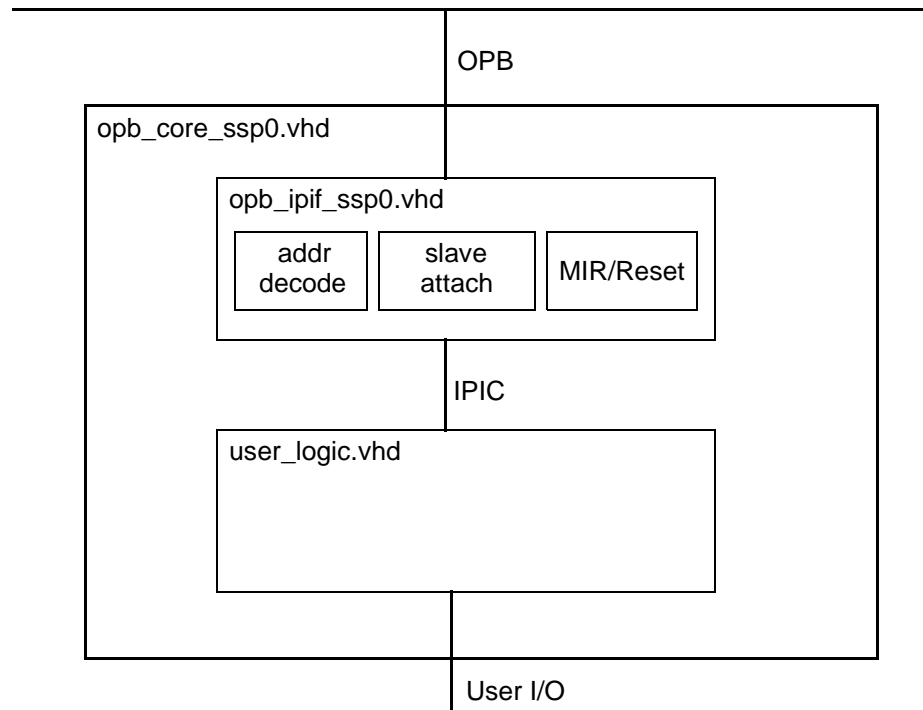 OPB
opb_core_ssp0.vhd
opb_ipif_ssp0.vhd
addr
decode
slave
attach
MIR/Reset
IPIC
user_logic.vhd
User I/O